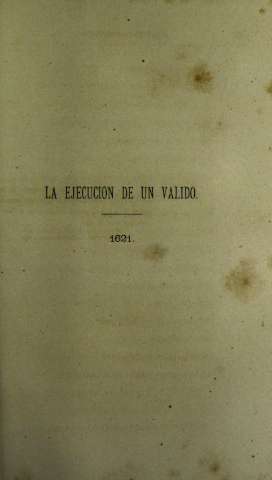 LA EJECUCION DE UN VALIDO.
1621.